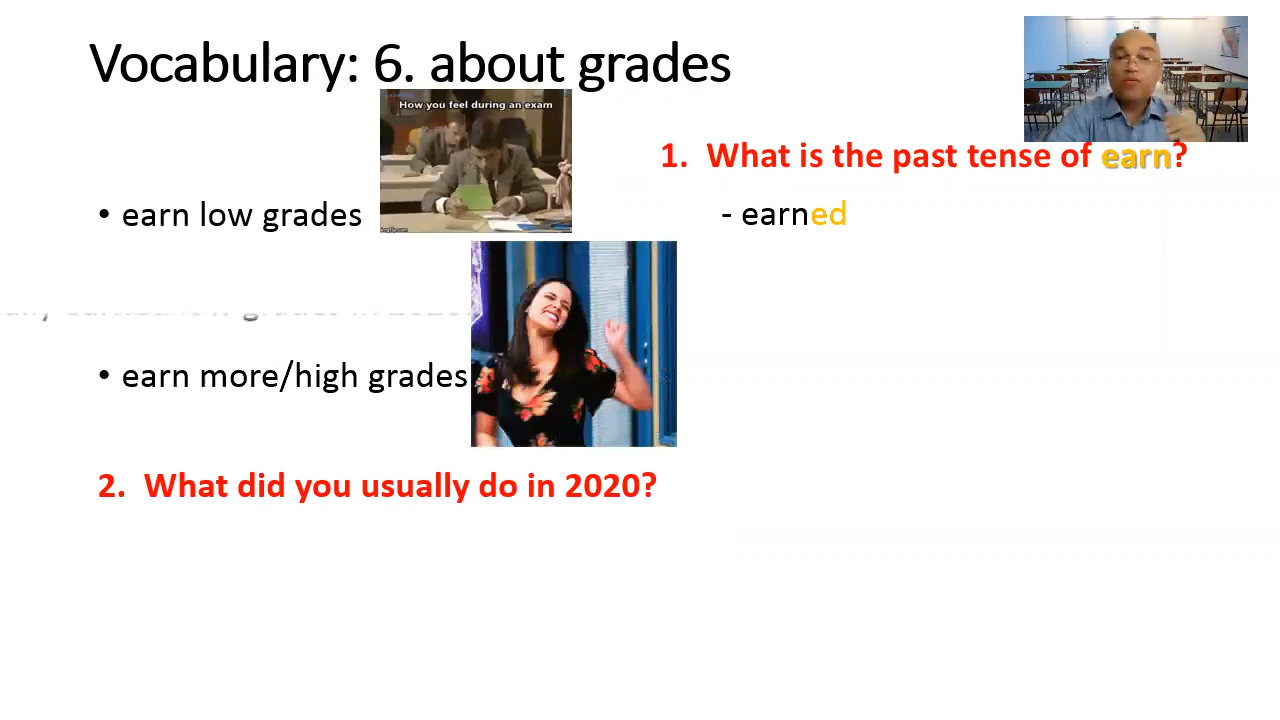 Vocabulary: 6. about grades
How you feel during an exam
1. What is the past tense of earn?
• earn low grades
- earned
• earn more/high grades
2. What did you usually do in 2020?